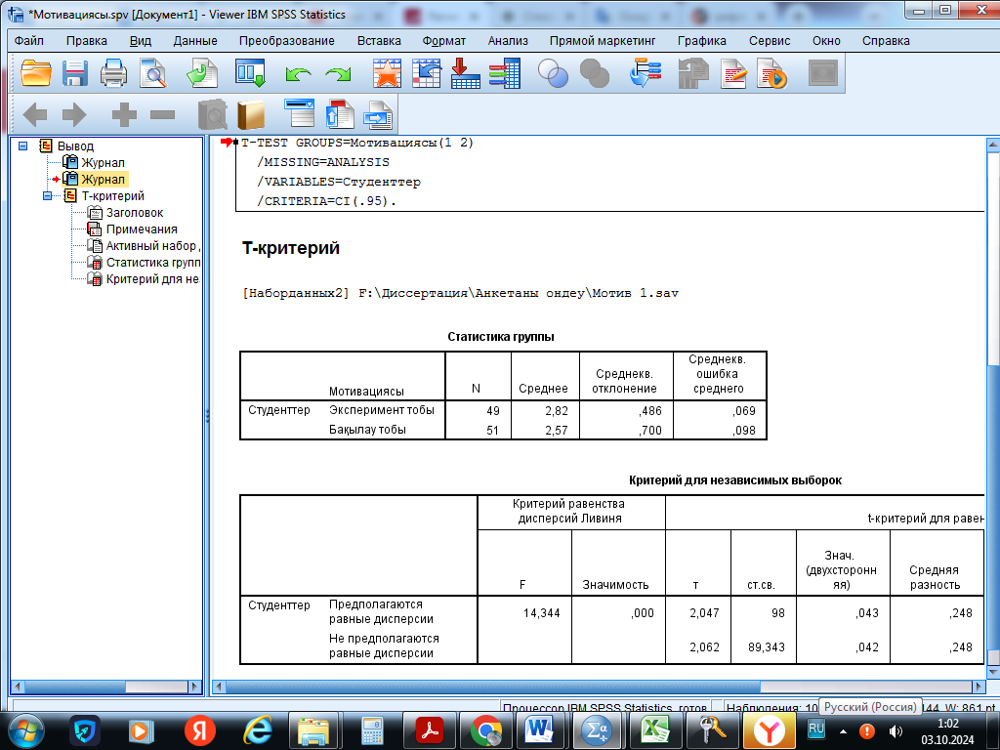 *Мотивациясы.spv [Документ1] - Viewer IBM SPSS Statistics
Файл Правка Вид Данные Преобразование Вставка Формат Анализ Прямой маркетинг Графика Сервис Окно Справка
Вывод
Журнал
Журнал
Т-критерий
Заголовок
Примечания
Активный набор
Статистика групп
Критерий для не
T-TEST GROUPS=Мотивациясы(1 2)
/MISSING=ANALYSIS
/VARIABLES=Студенттер
/CRITERIA=CI(.95).
Т-критерий
[Наборданных2] F:\Диссертация\Анкетаны ондеу\Мотив 1.sav
Статистика группы
Мотивациясы N Среднее Среднекв. отклонение Среднекв. ошибка среднего
Студенттер Эксперимент тобы 49 2,82 ,486 ,069
Бақылау тобы 51 2,57 ,700 ,098
Критерий для независимых выборок
Критерий равенства дисперсий Ливиня t-критерий для равен
F Значимость т ст.св. Знач. (двухсторонняя) Средняя разность
Студенттер Предполагаются равные дисперсии 14,344 ,000 2,047 98 ,043 ,248
Не предполагаются равные дисперсии 2,062 89,343 ,042 ,248
Процессор IBM SPSS Statistics готов Наблюдения: 10 144, W: 861 pt
Русский (Россия)
RU
1:02
03.10.2024